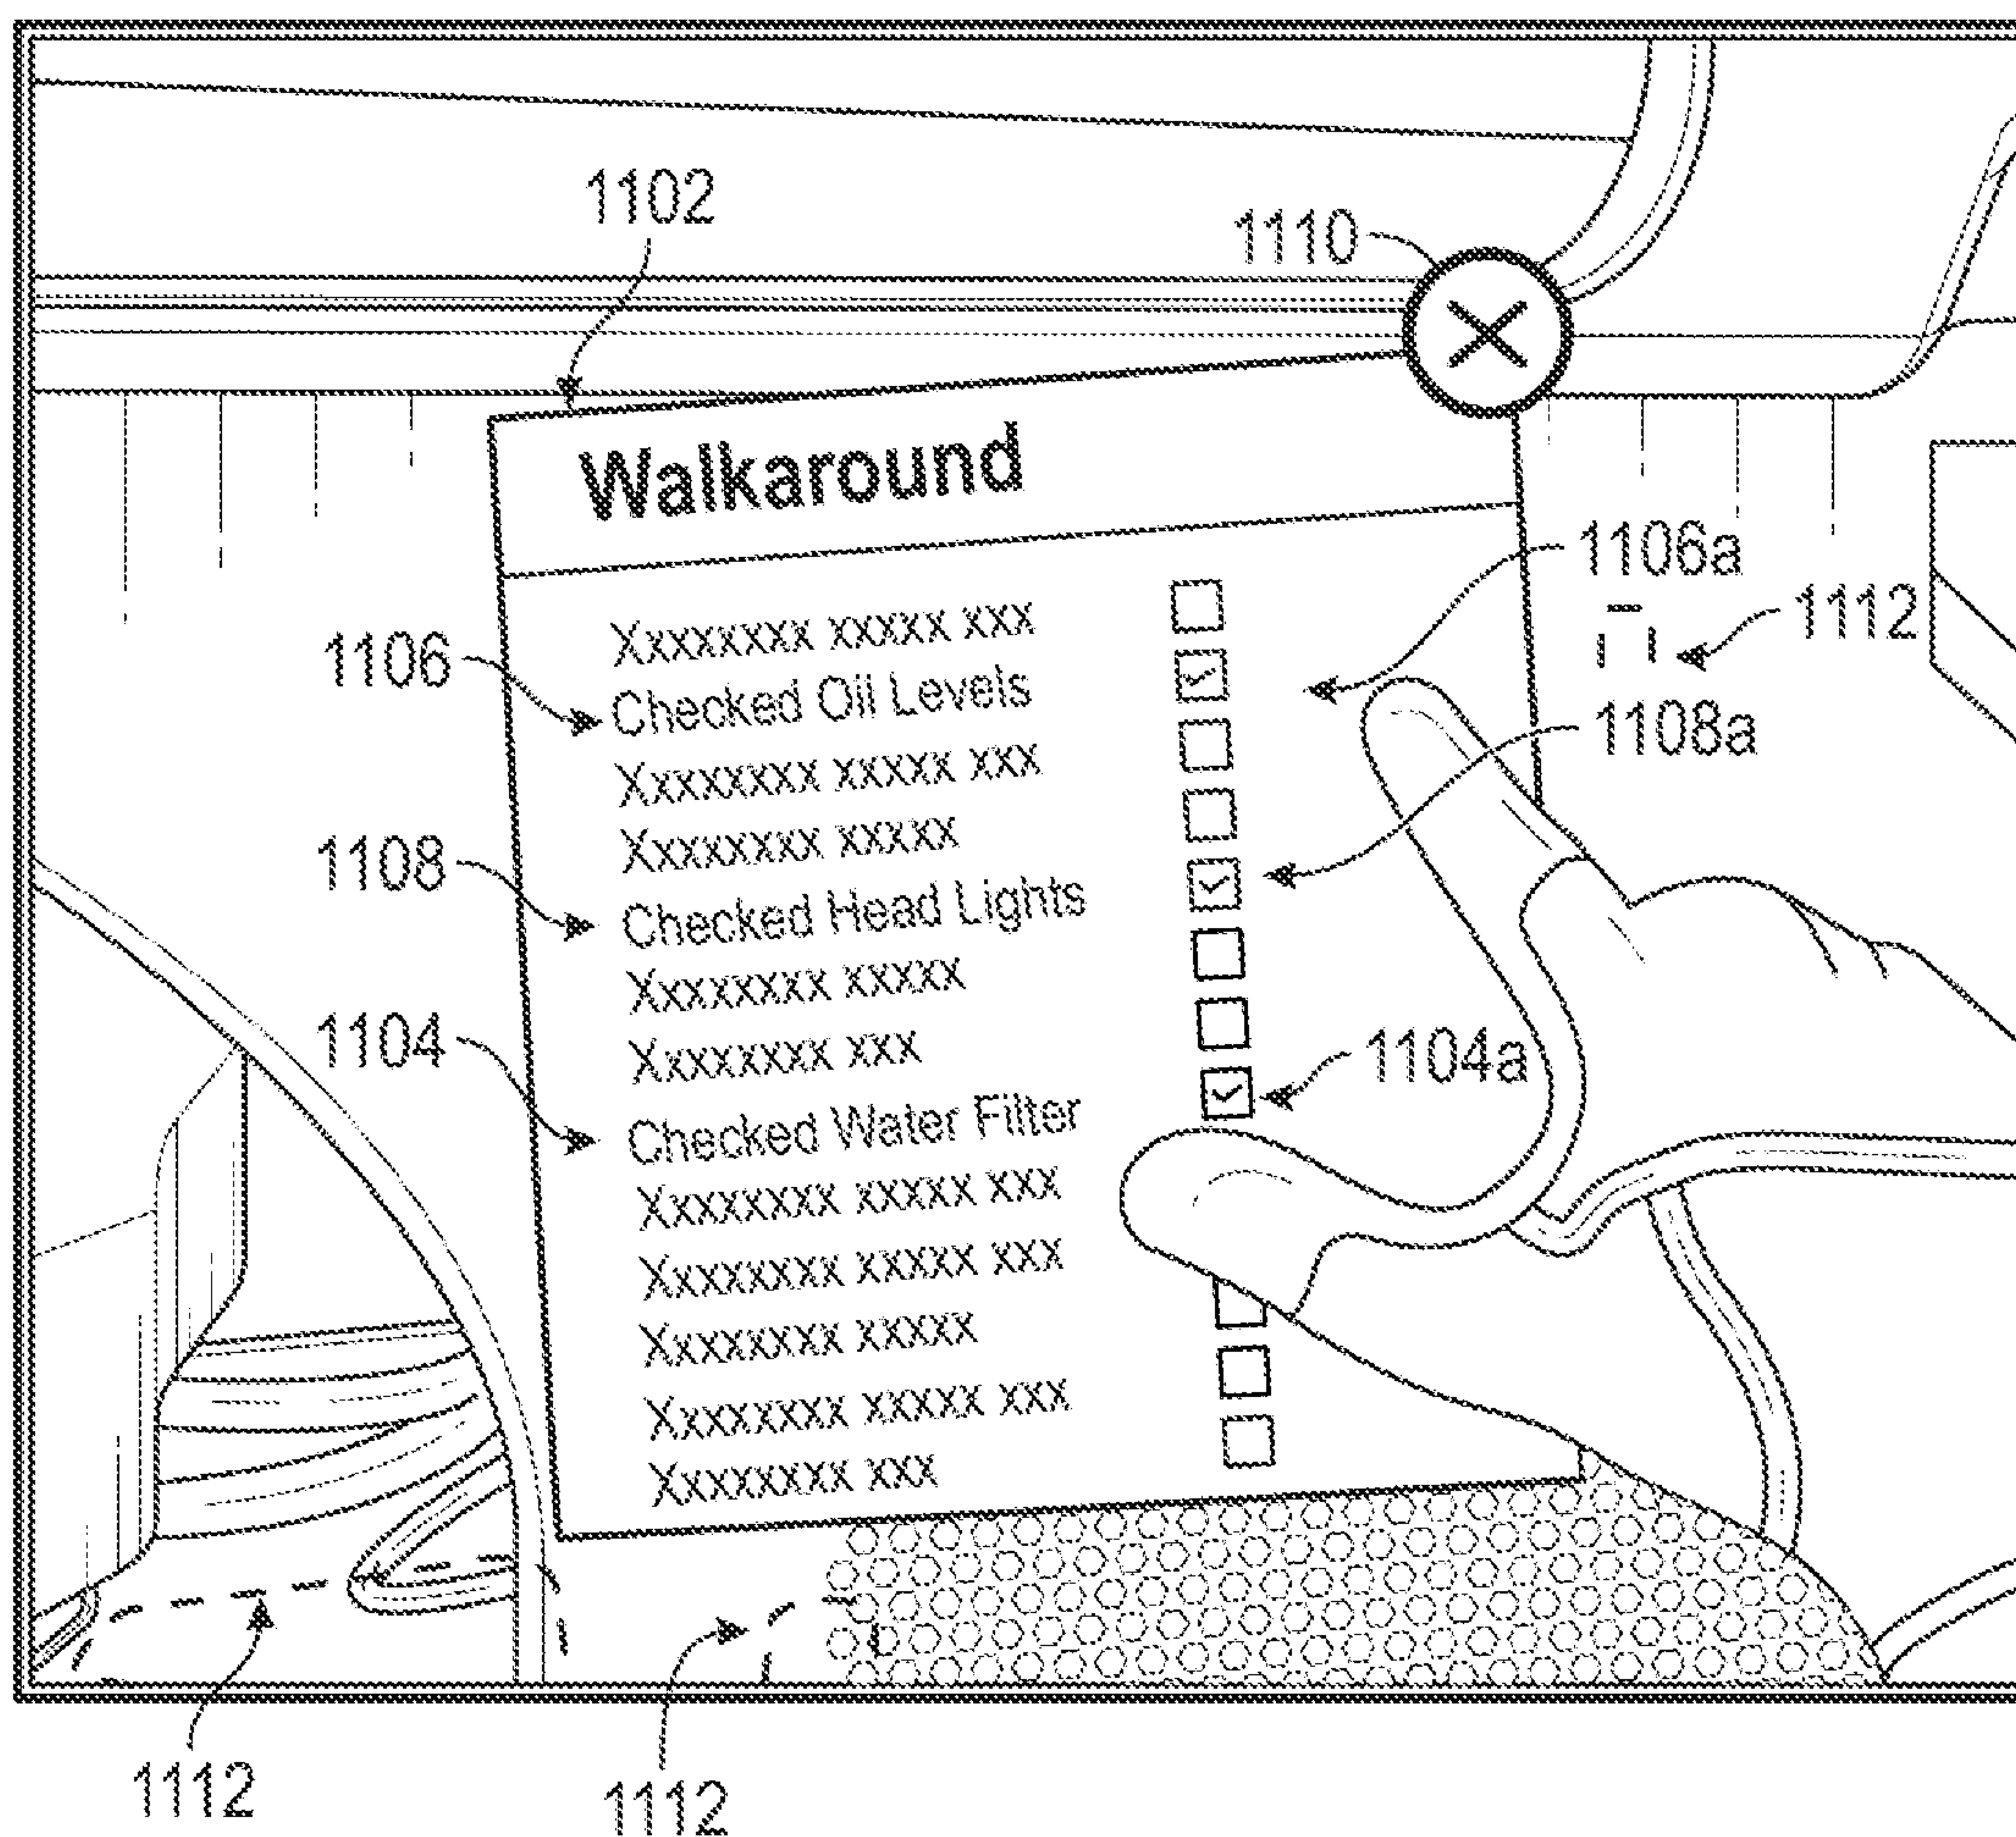 1102
1110
Walkaround
1106a
1112
Xxxxxxxx xxxxx xxx
1106
Checked Oil Levels
1108a
Xxxxxxxx xxxxx xxx
Xxxxxxxx xxxxx
1108
Checked Head Lights
Xxxxxxxx xxxxx
1104
Xxxxxxxx xxx
1104a
Checked Water Filter
Xxxxxxxx xxxxx xxx
Xxxxxxxx xxxxx xxx
Xxxxxxxx xxxxx
Xxxxxxxx xxxxx xxx
Xxxxxxxx xxx
1112
1112